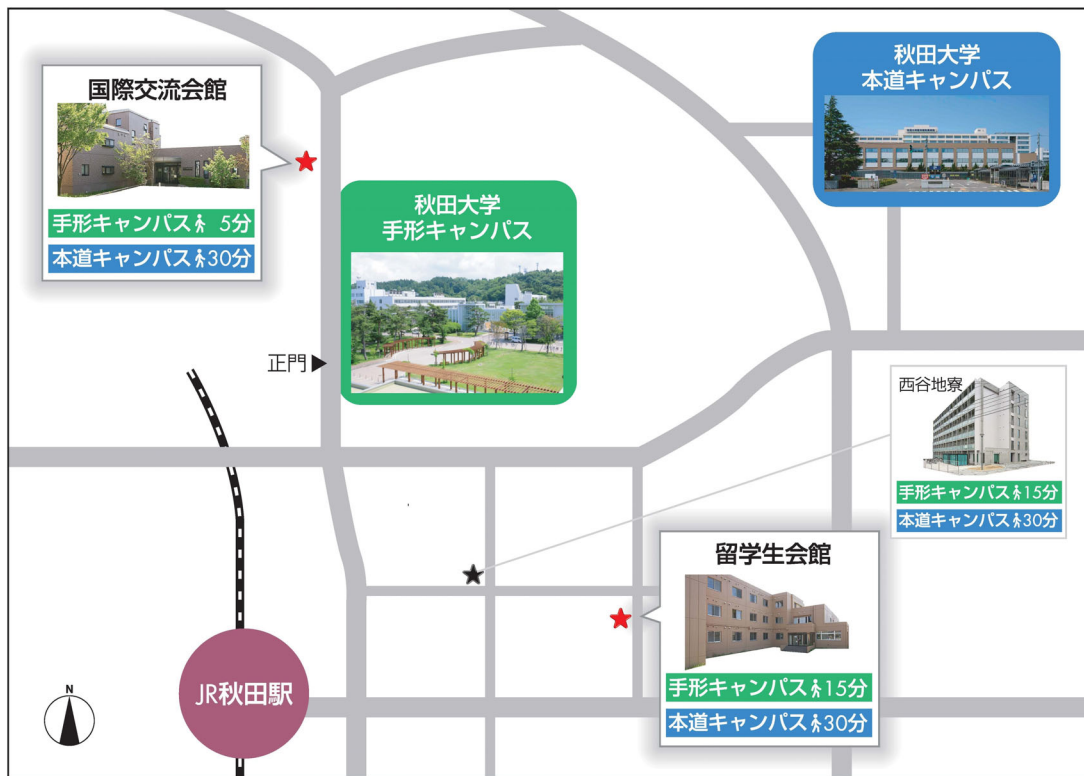 国際交流会館
手形キャンパス 5分
本道キャンパス 30分
秋田大学
手形キャンパス
秋田大学
本道キャンパス
正門▶
西谷地寮
手形キャンパス 15分
本道キャンパス 30分
留学生会館
手形キャンパス 15分
本道キャンパス 30分
JR秋田駅
N